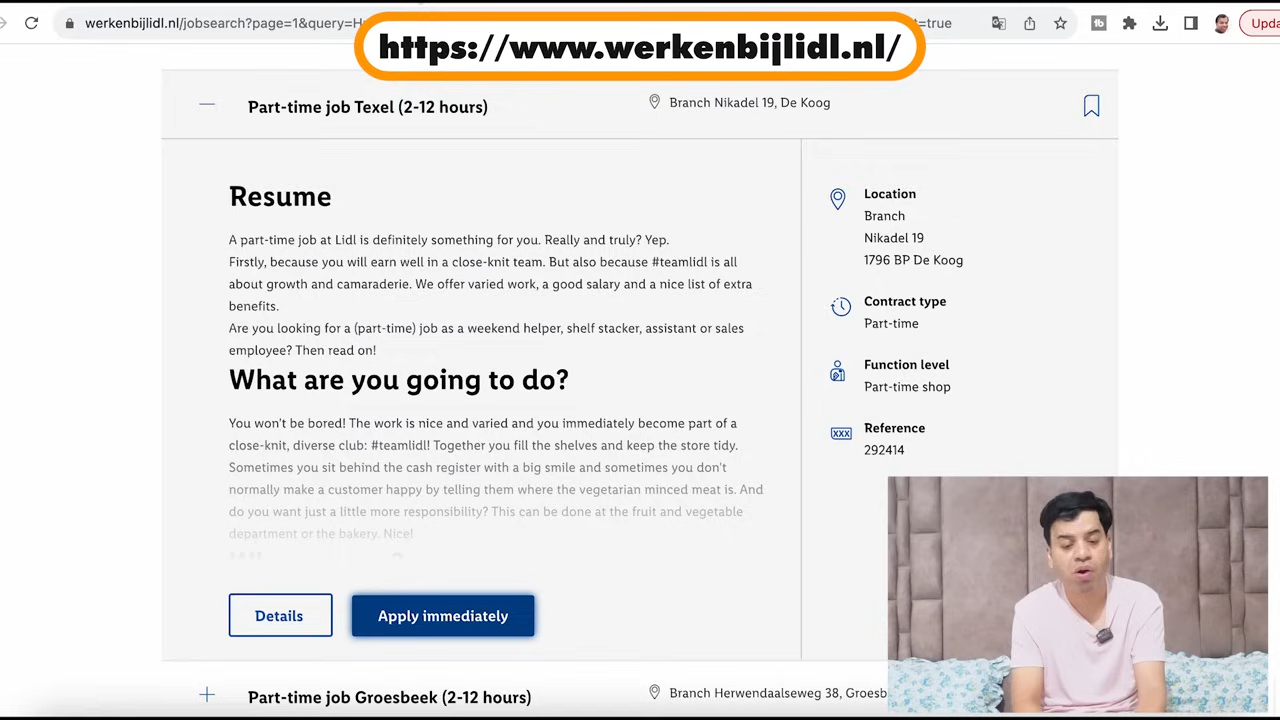 werkenbijlidl.nl/jobsearch?page=1&query=H
=true
Upda
https://www.werkenbijlidl.nl/
Part-time job Texel (2-12 hours)
Branch Nikadel 19, De Koog
Resume
A part-time job at Lidl is definitely something for you. Really and truly? Yep.
Firstly, because you will earn well in a close-knit team. But also because #teamlidl is all
about growth and camaraderie. We offer varied work, a good salary and a nice list of extra
benefits.
Are you looking for a (part-time) job as a weekend helper, shelf stacker, assistant or sales
employee? Then read on!
What are you going to do?
You won't be bored! The work is nice and varied and you immediately become part of a
close-knit, diverse club: #teamlidl! Together you fill the shelves and keep the store tidy.
Sometimes you sit behind the cash register with a big smile and sometimes you don't
normally make a customer happy by telling them where the vegetarian minced meat is. And
do you want just a little more responsibility? This can be done at the fruit and vegetable
department or the bakery. Nice!
Details
Apply immediately
Location
Branch
Nikadel 19
1796 BP De Koog
Contract type
Part-time
Function level
Part-time shop
XXX
Reference
292414
Part-time job Groesbeek (2-12 hours)
Branch Herwendaalseweg 38, Groesb